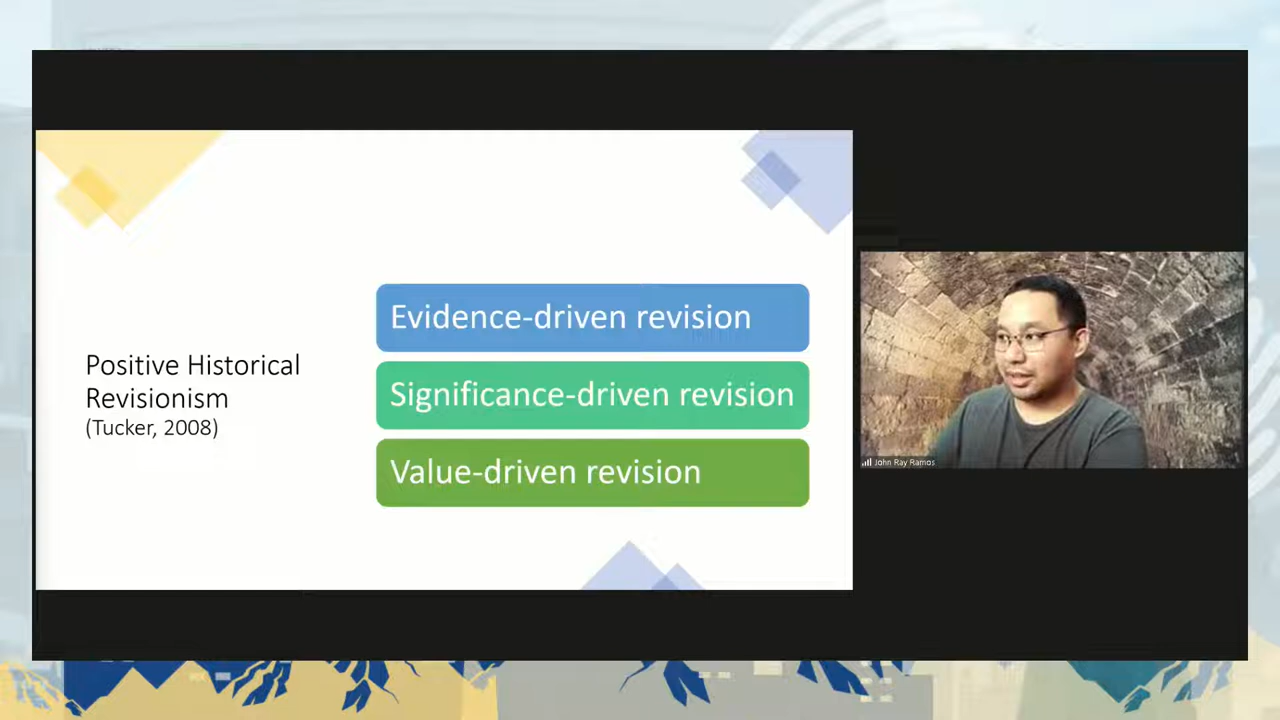 Positive Historical
Revisionism
(Tucker, 2008)
Evidence-driven revision
Significance-driven revision
Value-driven revision
John Ray Ramos